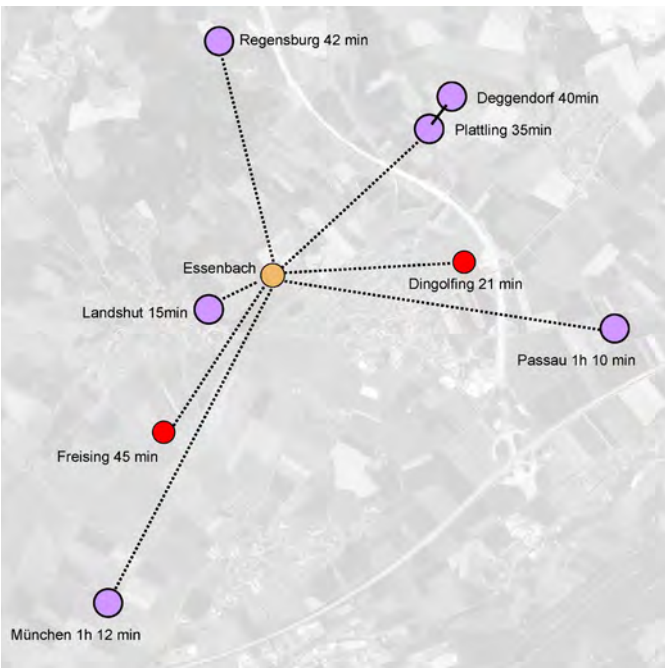 Regensburg 42 min
Deggendorf 40min
Plattling 35min
Essenbach
Dingolfing 21 min
Landshut 15min
Passau 1h 10 min
Freising 45 min
München 1h 12 min